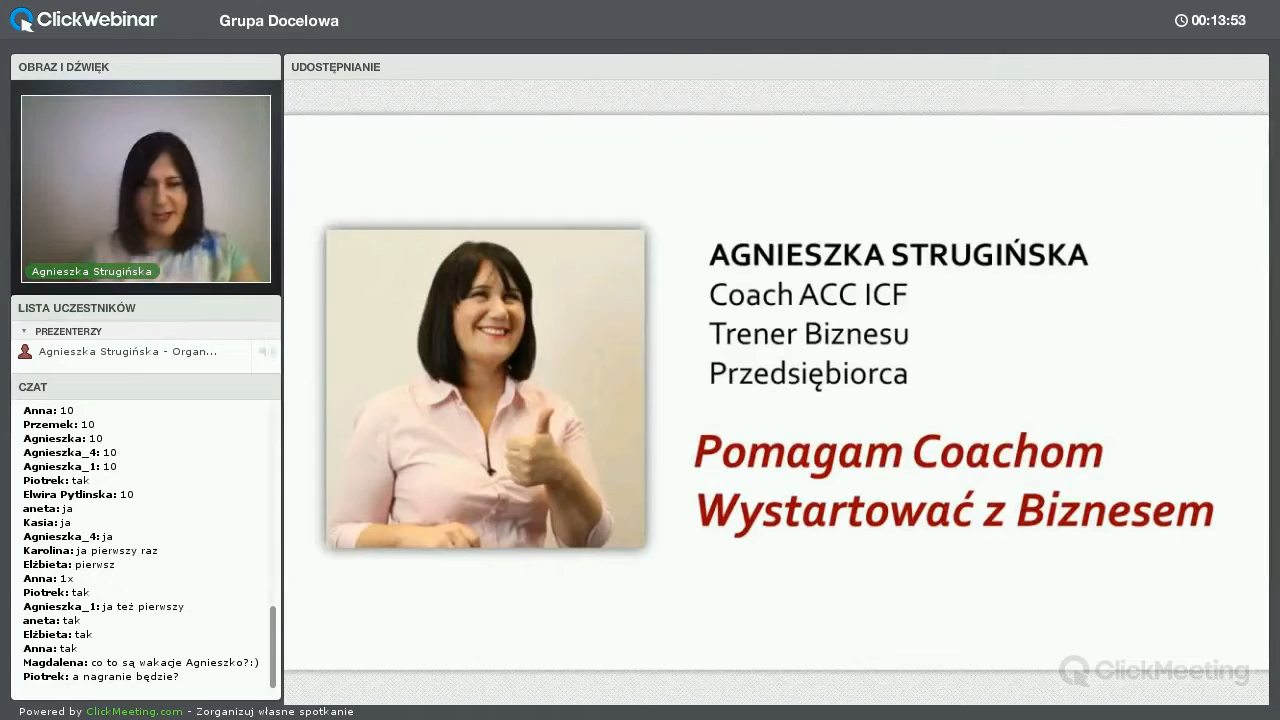 ClickWebinar
Grupa Docelowa
00:13:53
OBRAZ I DŹWIĘK
Agnieszka Strugińska
LISTA UCZESTNIKÓW
PREZENTERZY
Agnieszka Strugińska - Organ...
CZAT
Anna: 10
Przemek: 10
Agnieszka: 10
Agnieszka_4: 10
Agnieszka_1: 10
Piotrek: tak
Elwira Pytlinska: 10
aneta: ja
Kasia: ja
Agnieszka_4: ja
Karolina: ja pierwszy raz
Elżbieta: pierwsz
Anna: 1x
Piotrek: tak
Agnieszka_1: ja też pierwszy
aneta: tak
Elżbieta: tak
Anna: tak
Magdalena: co to są wakacje Agnieszko?:)
Piotrek: a nagranie będzie?
UDOSTĘPNIANIE
AGNIESZKA STRUGIŃSKA
Coach ACC ICF
Trener Biznesu
Przedsiębiorca
Pomagam Coachom
Wystartować z Biznesem
ClickMeeting
Powered by ClickMeeting.com - Zorganizuj własne spotkanie